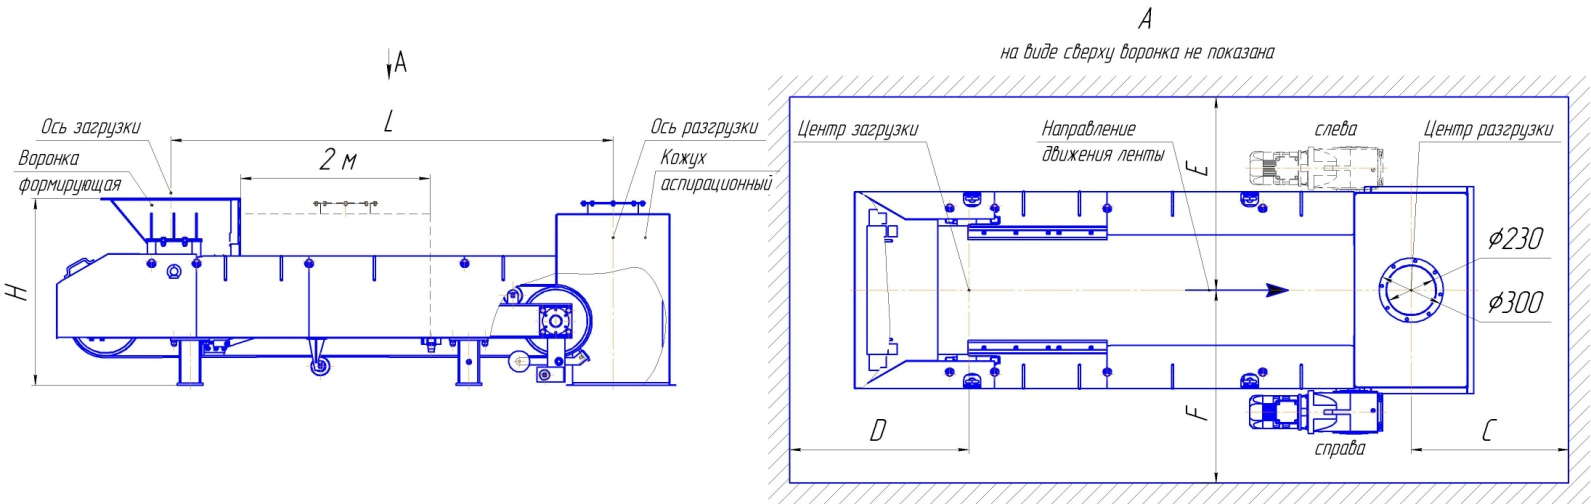 А
L
Ось загрузки
Ось разгрузки
Воронка
формирующая
2 м
Кожух
аспирационный
H
А
на виде сверху воронка не показана
Центр загрузки
Направление
движения ленты
E
слева
Центр разгрузки
ϕ230
ϕ300
F
D
справа
C